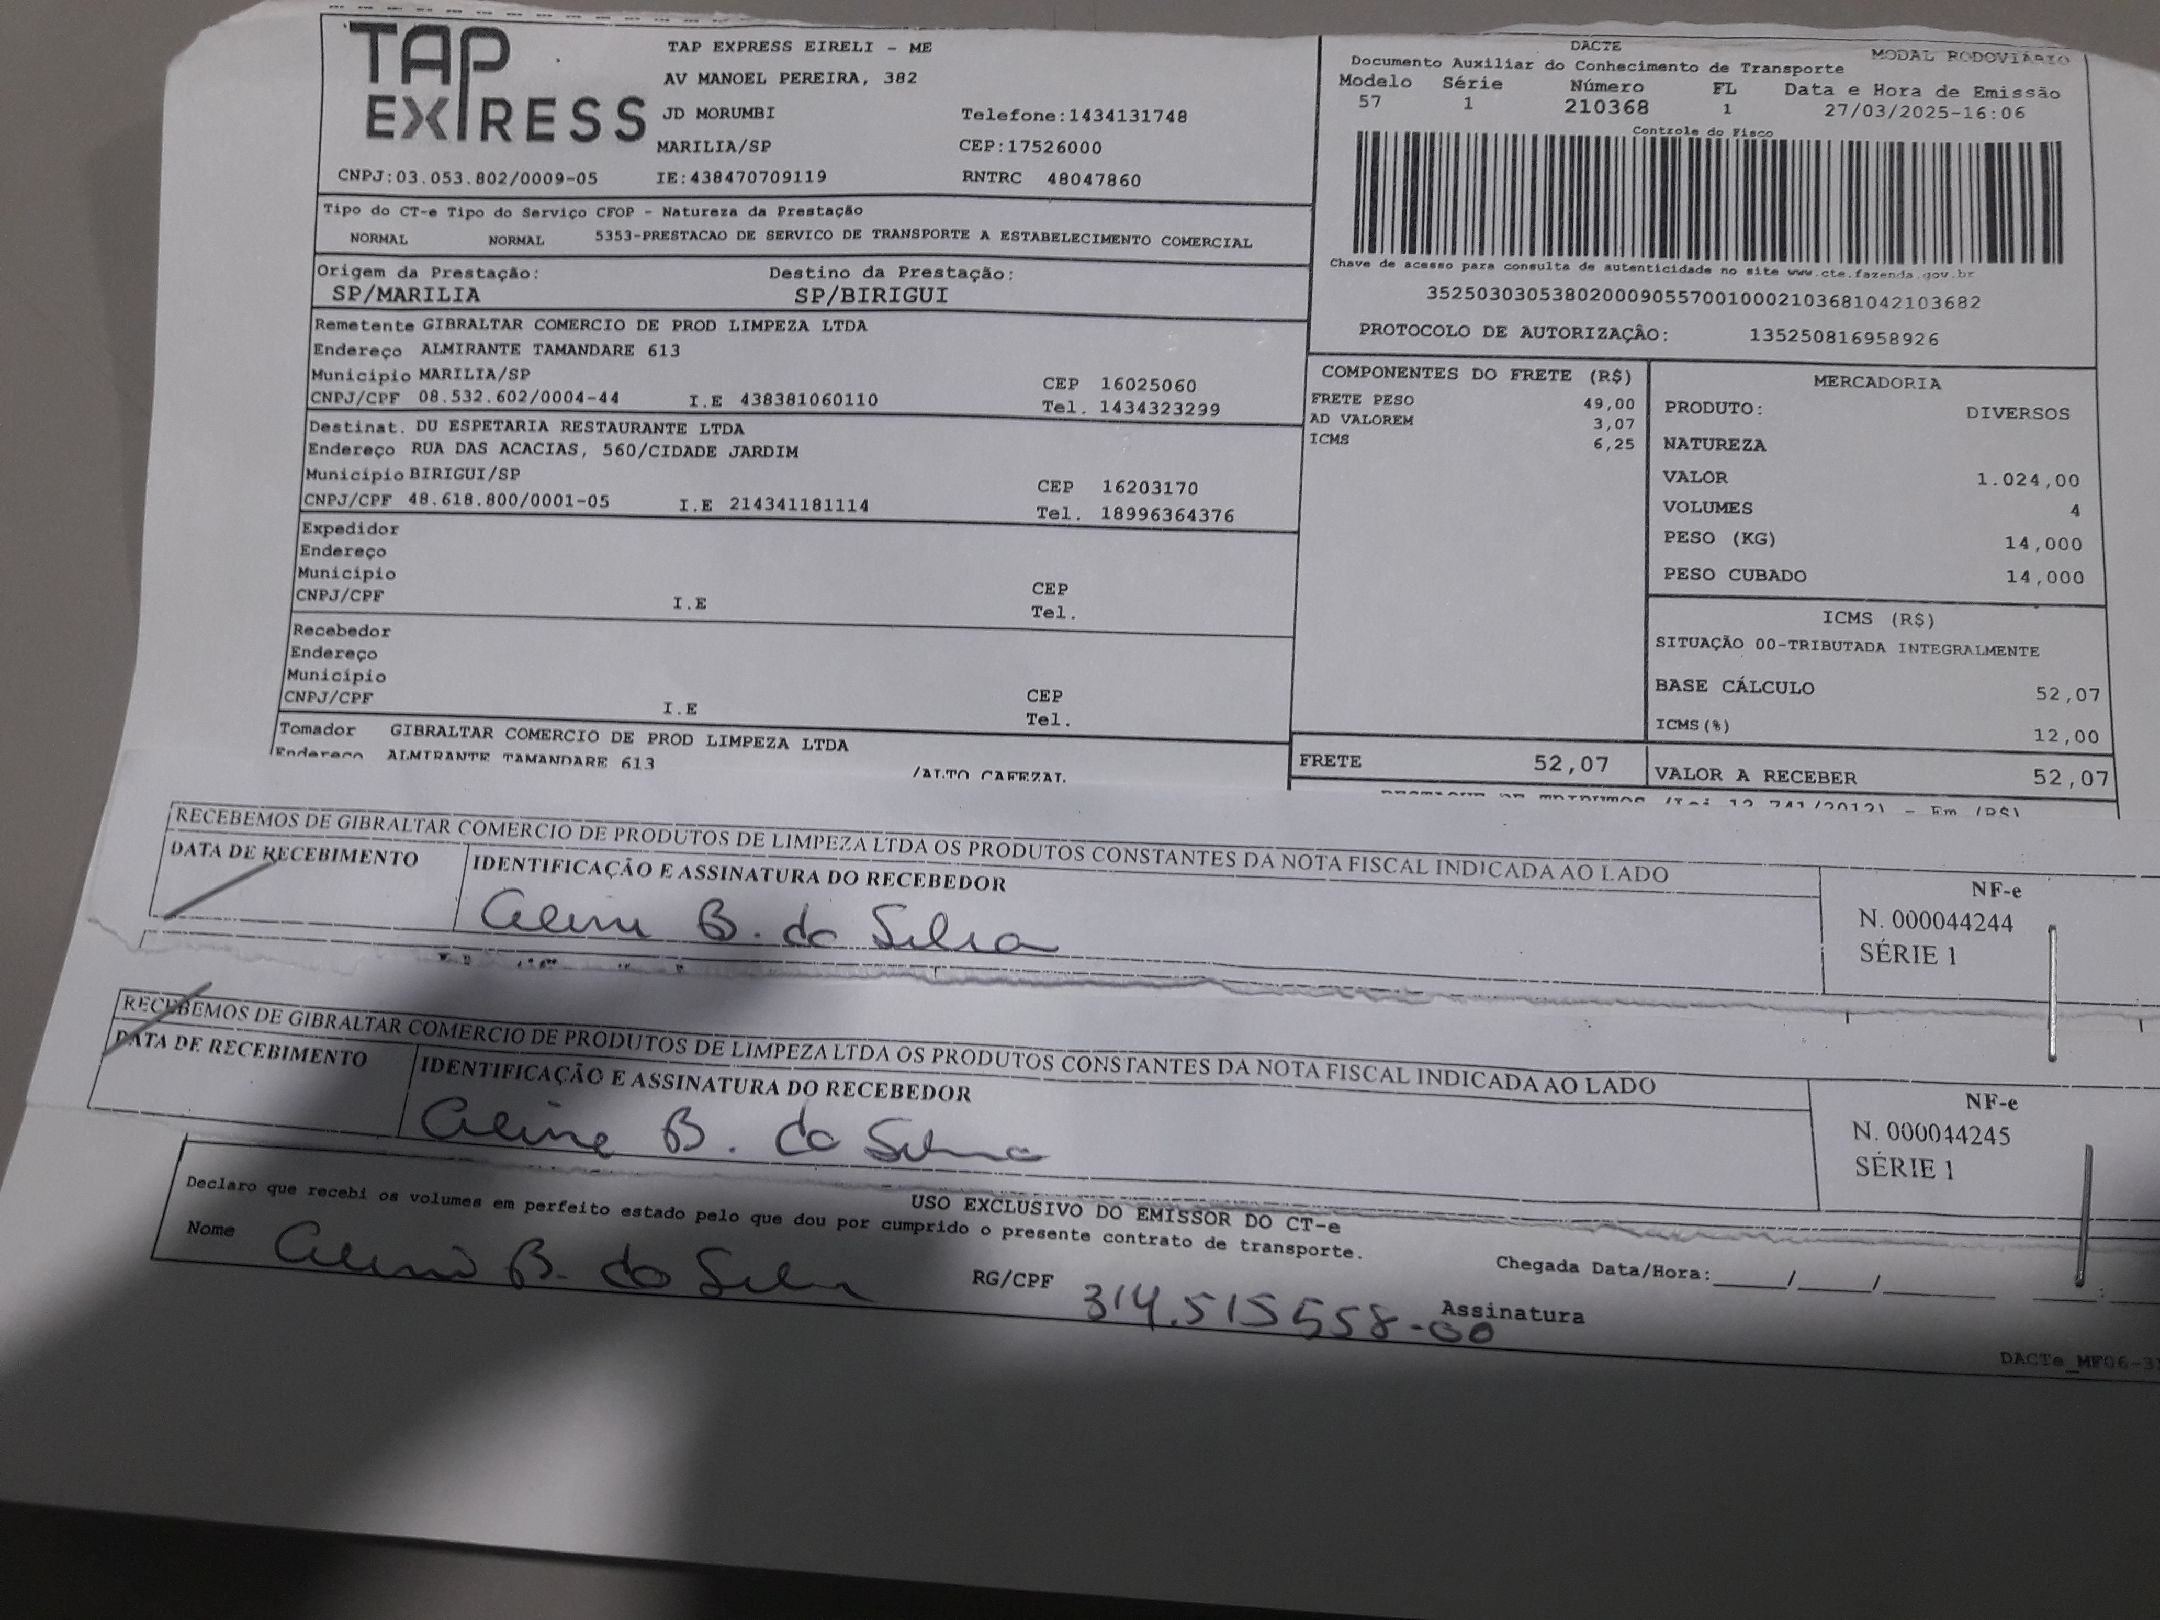 TAP EXPRESS
TAP EXPRESS EIRELI - ME
AV MANOEL PEREIRA, 382
JD MORUMBI Telefone:1434131748
MARILIA/SP CEP:17526000
CNPJ:03.053.802/0009-05 IE:438470709119 RNTRC 48047860
DACTE MODAL RODOVIÁRIO
Documento Auxiliar do Conhecimento de Transporte
Modelo Série Número FL Data e Hora de Emissão
57 1 210368 1 27/03/2025-16:06
Controle do Fisco
Chave de acesso para consulta de autenticidade no site www.cte.fazenda.gov.br
35250303053802000905570010002103681042103682
PROTOCOLO DE AUTORIZAÇÂO: 135250816958926
Tipo do CT-e Tipo do Serviço CFOP - Natureza da Prestação
NORMAL NORMAL 5353-PRESTACAO DE SERVICO DE TRANSPORTE A ESTABELECIMENTO COMERCIAL
Origem da Prestação: Destino da Prestação:
SP/MARILIA SP/BIRIGUI
Remetente GIBRALTAR COMERCIO DE PROD LIMPEZA LTDA
Endereço ALMIRANTE TAMANDARE 613
Município MARILIA/SP CEP 16025060
CNPJ/CPF 08.532.602/0004-44 I.E 438381060110 Tel. 1434323299
Destinat. DU ESPETARIA RESTAURANTE LTDA
Endereço RUA DAS ACACIAS, 560/CIDADE JARDIM
Município BIRIGUI/SP CEP 16203170
CNPJ/CPF 48.618.800/0001-05 I.E 214341181114 Tel. 18996364376
Expedidor
Endereço
Município CEP
CNPJ/CPF I.E Tel.
Recebedor
Endereço
Município CEP
CNPJ/CPF I.E Tel.
Tomador GIBRALTAR COMERCIO DE PROD LIMPEZA LTDA
Endereço ALMIRANTE TAMANDARE 613 /ALTO CAFEZAL
COMPONENTES DO FRETE (R$)
FRETE PESO 49,00
AD VALOREM 3,07
ICMS 6,25
FRETE 52,07
MERCADORIA
PRODUTO: DIVERSOS
NATUREZA
VALOR 1.024,00
VOLUMES 4
PESO (KG) 14,000
PESO CUBADO 14,000
ICMS (R$)
SITUAÇÃO 00-TRIBUTADA INTEGRALMENTE
BASE CÁLCULO 52,07
ICMS(%) 12,00
VALOR A RECEBER 52,07
DESTAQUE DE TRIBUTOS (Lei 12.741/2012) - Em (R$)
RECEBEMOS DE GIBRALTAR COMERCIO DE PRODUTOS DE LIMPEZA LTDA OS PRODUTOS CONSTANTES DA NOTA FISCAL INDICADA AO LADO
DATA DE RECEBIMENTO IDENTIFICAÇÃO E ASSINATURA DO RECEBEDOR
Aline B. da Silva
NF-e
N. 000044244
SÉRIE 1
RECEBEMOS DE GIBRALTAR COMERCIO DE PRODUTOS DE LIMPEZA LTDA OS PRODUTOS CONSTANTES DA NOTA FISCAL INDICADA AO LADO
DATA DE RECEBIMENTO IDENTIFICAÇÃO E ASSINATURA DO RECEBEDOR
Aline B. da Silva
NF-e
N. 000044245
SÉRIE 1
USO EXCLUSIVO DO EMISSOR DO CT-e
Declaro que recebi os volumes em perfeito estado pelo que dou por cumprido o presente contrato de transporte.
Nome Aline B. da Silva RG/CPF 314.515558-00 Assinatura
Chegada Data/Hora:_____/____/______ ___: